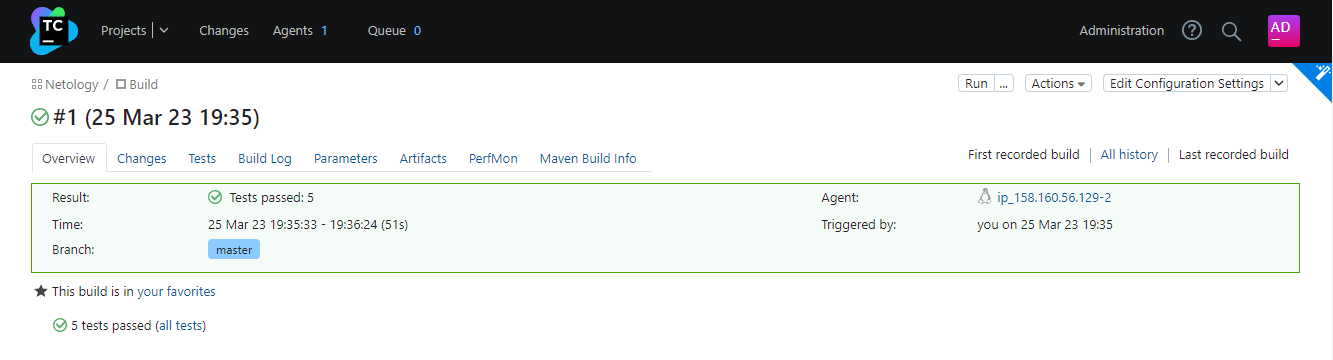 TC Projects Changes Agents 1 Queue 0 Administration ? AD
Netology / Build Run ... Actions Edit Configuration Settings
#1 (25 Mar 23 19:35)
Overview Changes Tests Build Log Parameters Artifacts PerfMon Maven Build Info First recorded build All history Last recorded build
Result: Tests passed: 5 Agent: ip_158.160.56.129-2
Time: 25 Mar 23 19:35:33 - 19:36:24 (51s) Triggered by: you on 25 Mar 23 19:35
Branch: master
This build is in your favorites
5 tests passed (all tests)